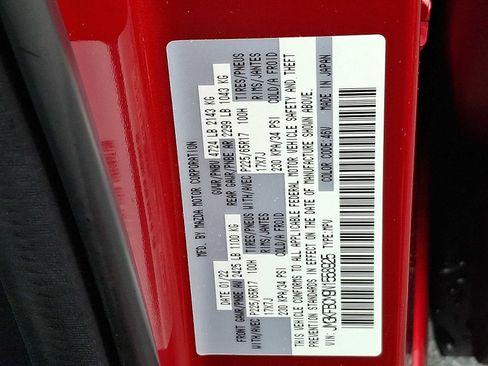 MFD. BY MAZDA MOTOR CORPORATION
DATE 01/22 GVWR/PNBV 4724 LB 2143 KG
FRONT GAWR/PNBE AV 2425 LB 1100 KG REAR GAWR/PNBE AR 2299 LB 1043 KG
WITH/AVEC TIRES/PNEUS WITH/AVEC TIRES/PNEUS
P225/65R17 100H P225/65R17 100H
RIMS/JANTES RIMS/JANTES
17X7J 17X7J
COLD/A FROID COLD/A FROID
230 KPA/34 PSI 230 KPA/34 PSI
THIS VEHICLE CONFORMS TO ALL APPLICABLE FEDERAL MOTOR VEHICLE SAFETY AND THEFT
PREVENTION STANDARDS IN EFFECT ON THE DATE OF MANUFACTURE SHOWN ABOVE.
VIN: TYPE: MPV COLOR CODE: 46V MADE IN JAPAN